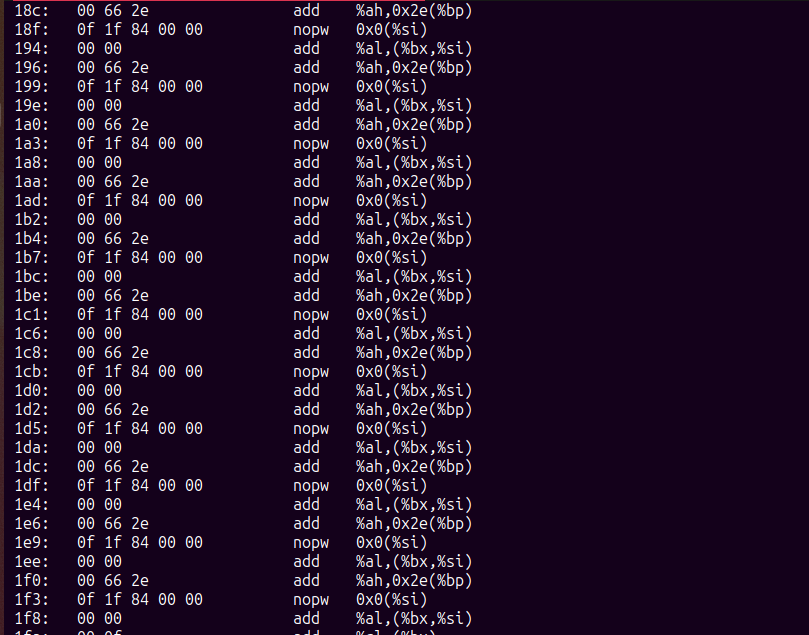 18c: 00 66 2e add %ah,0x2e(%bp)
18f: 0f 1f 84 00 00 nopw 0x0(%si)
194: 00 00 add %al,(%bx,%si)
196: 00 66 2e add %ah,0x2e(%bp)
199: 0f 1f 84 00 00 nopw 0x0(%si)
19e: 00 00 add %al,(%bx,%si)
1a0: 00 66 2e add %ah,0x2e(%bp)
1a3: 0f 1f 84 00 00 nopw 0x0(%si)
1a8: 00 00 add %al,(%bx,%si)
1aa: 00 66 2e add %ah,0x2e(%bp)
1ad: 0f 1f 84 00 00 nopw 0x0(%si)
1b2: 00 00 add %al,(%bx,%si)
1b4: 00 66 2e add %ah,0x2e(%bp)
1b7: 0f 1f 84 00 00 nopw 0x0(%si)
1bc: 00 00 add %al,(%bx,%si)
1be: 00 66 2e add %ah,0x2e(%bp)
1c1: 0f 1f 84 00 00 nopw 0x0(%si)
1c6: 00 00 add %al,(%bx,%si)
1c8: 00 66 2e add %ah,0x2e(%bp)
1cb: 0f 1f 84 00 00 nopw 0x0(%si)
1d0: 00 00 add %al,(%bx,%si)
1d2: 00 66 2e add %ah,0x2e(%bp)
1d5: 0f 1f 84 00 00 nopw 0x0(%si)
1da: 00 00 add %al,(%bx,%si)
1dc: 00 66 2e add %ah,0x2e(%bp)
1df: 0f 1f 84 00 00 nopw 0x0(%si)
1e4: 00 00 add %al,(%bx,%si)
1e6: 00 66 2e add %ah,0x2e(%bp)
1e9: 0f 1f 84 00 00 nopw 0x0(%si)
1ee: 00 00 add %al,(%bx,%si)
1f0: 00 66 2e add %ah,0x2e(%bp)
1f3: 0f 1f 84 00 00 nopw 0x0(%si)
1f8: 00 00 add %al,(%bx,%si)